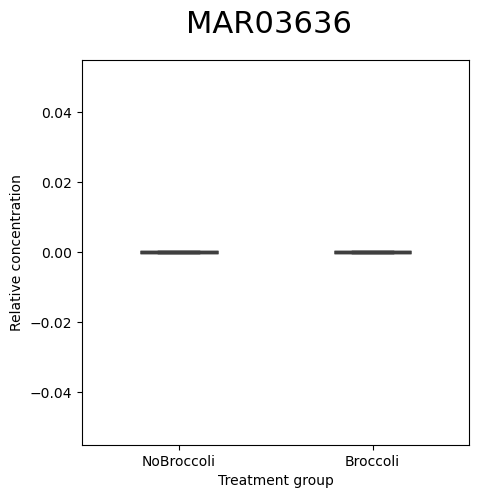 MAR03636
Relative concentration
0.04
0.02
0.00
−0.02
−0.04
NoBroccoli
Broccoli
Treatment group